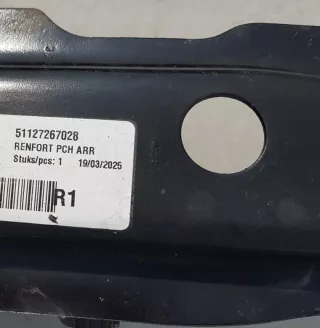 51127267028
RENFORT PCH ARR
Stuks/pcs: 1 19/03/2025
R1